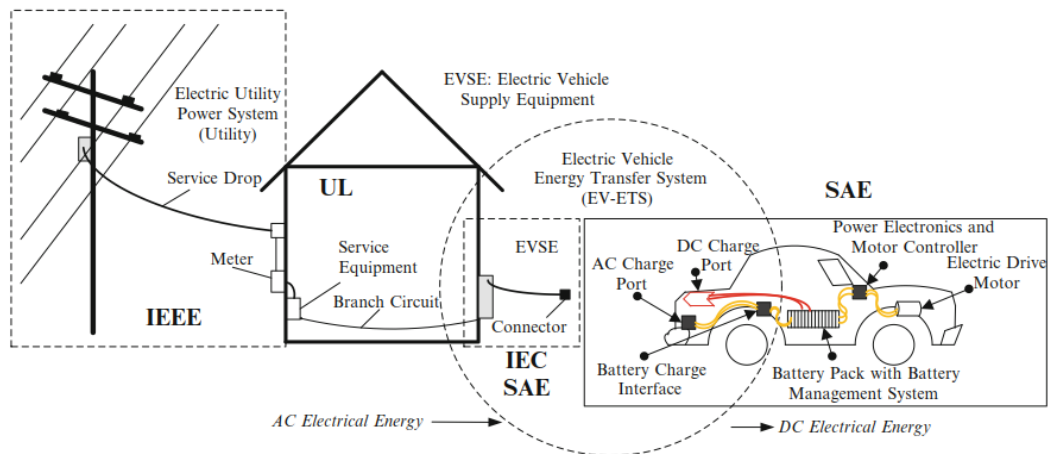 Electric Utility
Power System
(Utility)
Service Drop
Meter
IEEE
UL
Service
Equipment
Branch Circuit
EVSE: Electric Vehicle
Supply Equipment
Electric Vehicle
Energy Transfer System
(EV-ETS)
EVSE
Connector
IEC
SAE
SAE
Power Electronics and
Motor Controller
DC Charge
Port
AC Charge
Port
Electric Drive
Motor
Battery Charge
Interface
Battery Pack with Battery
Management System
AC Electrical Energy
DC Electrical Energy